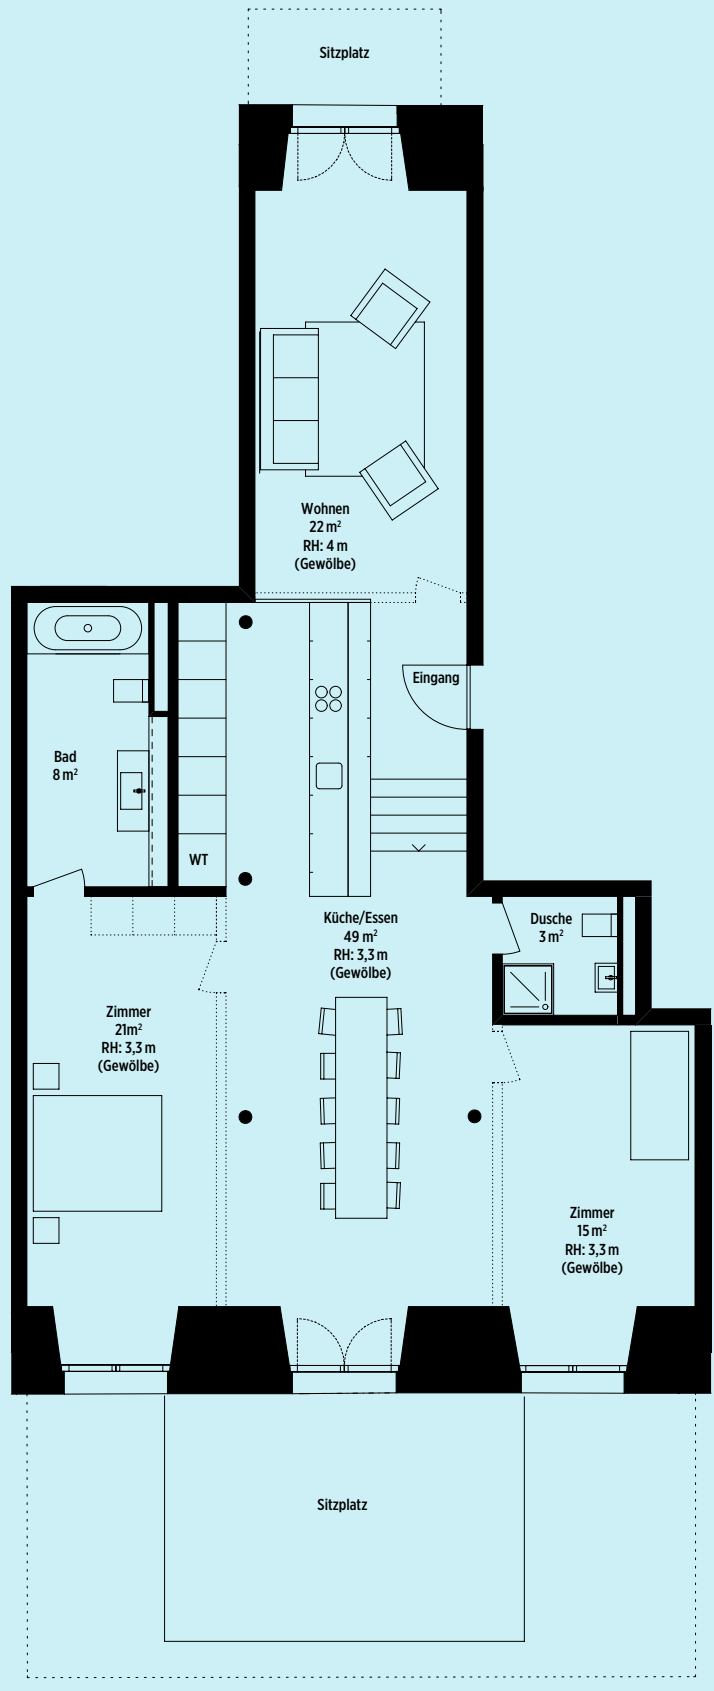 Sitzplatz
Wohnen
22 m²
RH: 4 m
(Gewölbe)
Eingang
Bad
8 m²
WT
Küche/Essen
49 m²
RH: 3,3 m
(Gewölbe)
Dusche
3 m²
Zimmer
21m²
RH: 3,3 m
(Gewölbe)
Zimmer
15 m²
RH: 3,3 m
(Gewölbe)
Sitzplatz